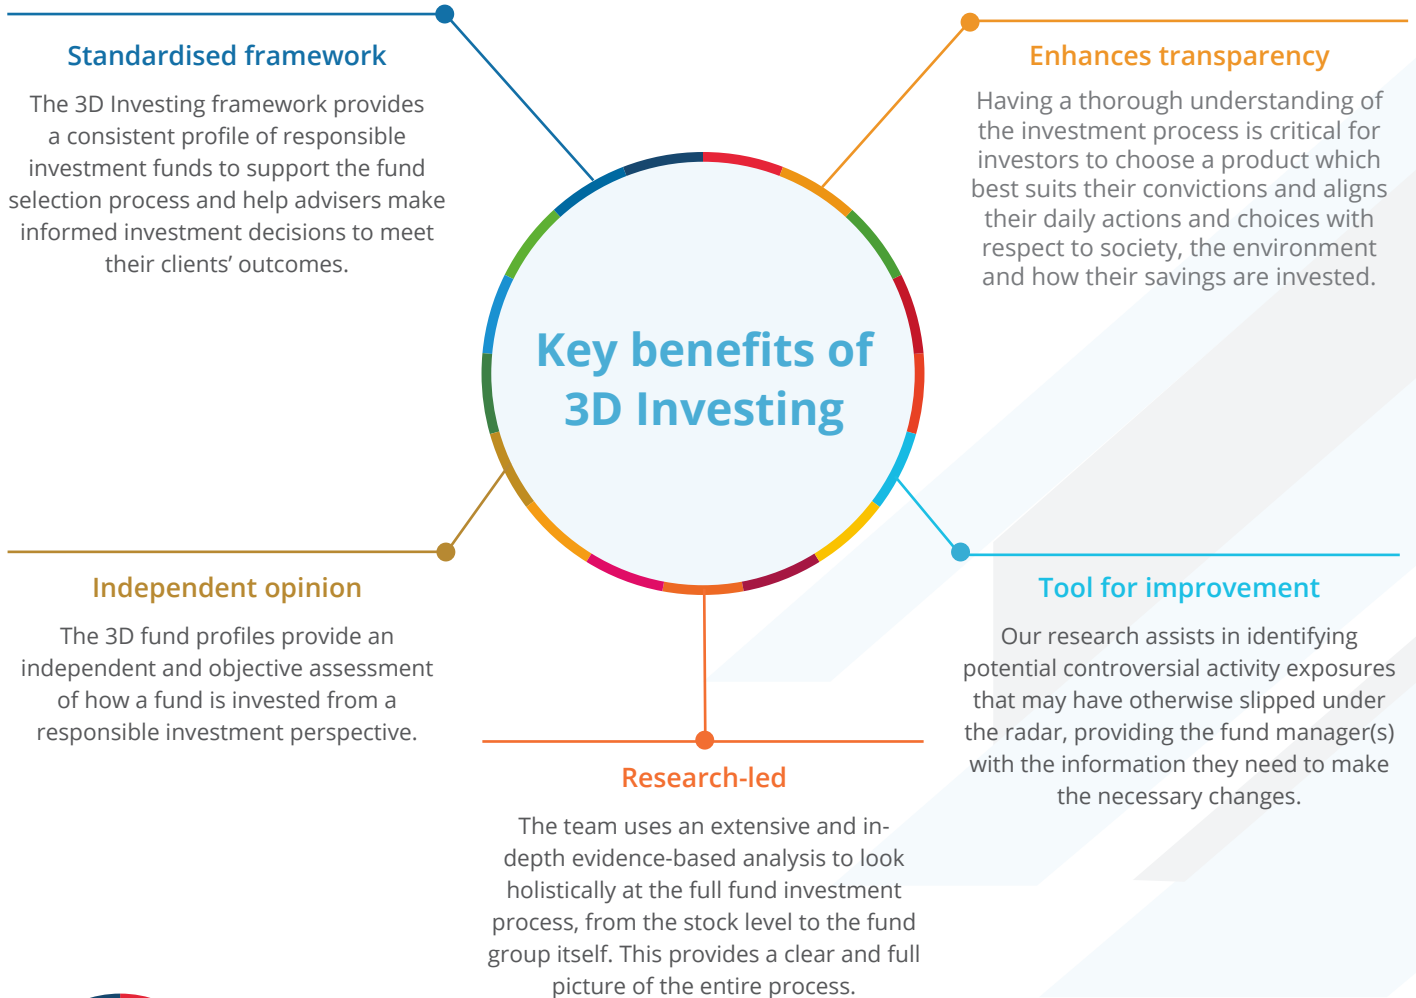 Standardised framework
The 3D Investing framework provides
a consistent profile of responsible
investment funds to support the fund
selection process and help advisers make
informed investment decisions to meet
their clients’ outcomes.
Enhances transparency
Having a thorough understanding of
the investment process is critical for
investors to choose a product which
best suits their convictions and aligns
their daily actions and choices with
respect to society, the environment
and how their savings are invested.
Key benefits of
3D Investing
Independent opinion
The 3D fund profiles provide an
independent and objective assessment
of how a fund is invested from a
responsible investment perspective.
Tool for improvement
Our research assists in identifying
potential controversial activity exposures
that may have otherwise slipped under
the radar, providing the fund manager(s)
with the information they need to make
the necessary changes.
Research-led
The team uses an extensive and in-
depth evidence-based analysis to look
holistically at the full fund investment
process, from the stock level to the fund
group itself. This provides a clear and full
picture of the entire process.